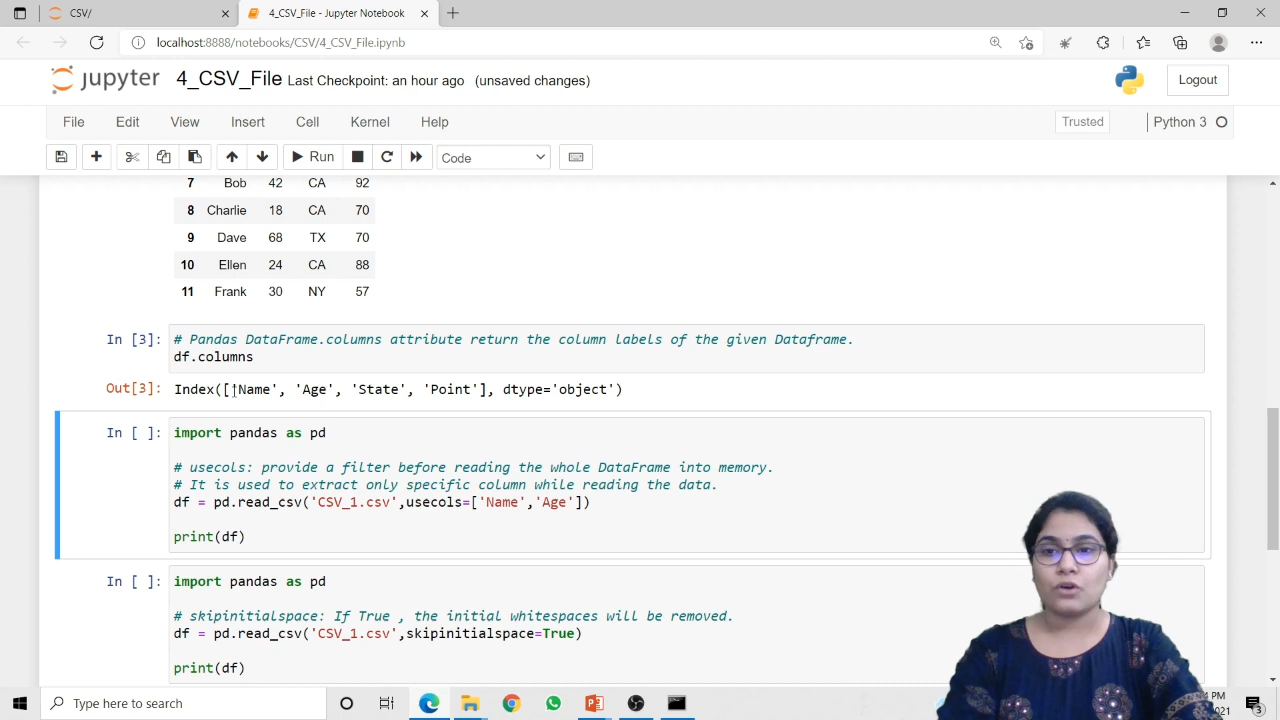 CSV/
4_CSV_File - Jupyter Notebook
localhost:8888/notebooks/CSV/4_CSV_File.ipynb
jupyter 4_CSV_File Last Checkpoint: an hour ago (unsaved changes)
Logout
File Edit View Insert Cell Kernel Help
Trusted
Python 3
Run
Code
7 Bob 42 CA 92
8 Charlie 18 CA 70
9 Dave 68 TX 70
10 Ellen 24 CA 88
11 Frank 30 NY 57
In [3]: # Pandas DataFrame.columns attribute return the column labels of the given Dataframe.
df.columns
Out[3]: Index(['Name', 'Age', 'State', 'Point'], dtype='object')
In [ ]: import pandas as pd
# usecols: provide a filter before reading the whole DataFrame into memory.
# It is used to extract only specific column while reading the data.
df = pd.read_csv('CSV_1.csv',usecols=['Name','Age'])
print(df)
In [ ]: import pandas as pd
# skipinitialspace: If True , the initial whitespaces will be removed.
df = pd.read_csv('CSV_1.csv',skipinitialspace=True)
print(df)
Type here to search
PM
3